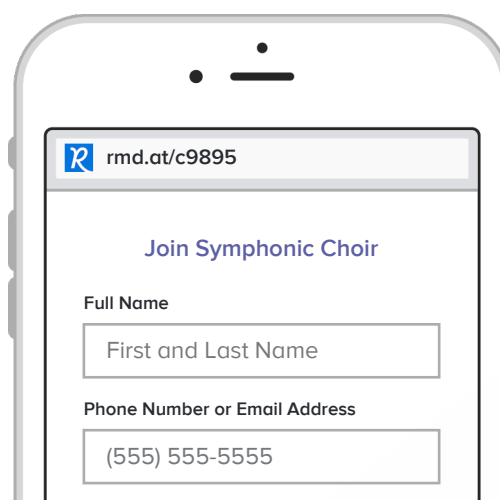 rmd.at/c9895
Join Symphonic Choir
Full Name
First and Last Name
Phone Number or Email Address
(555) 555-5555